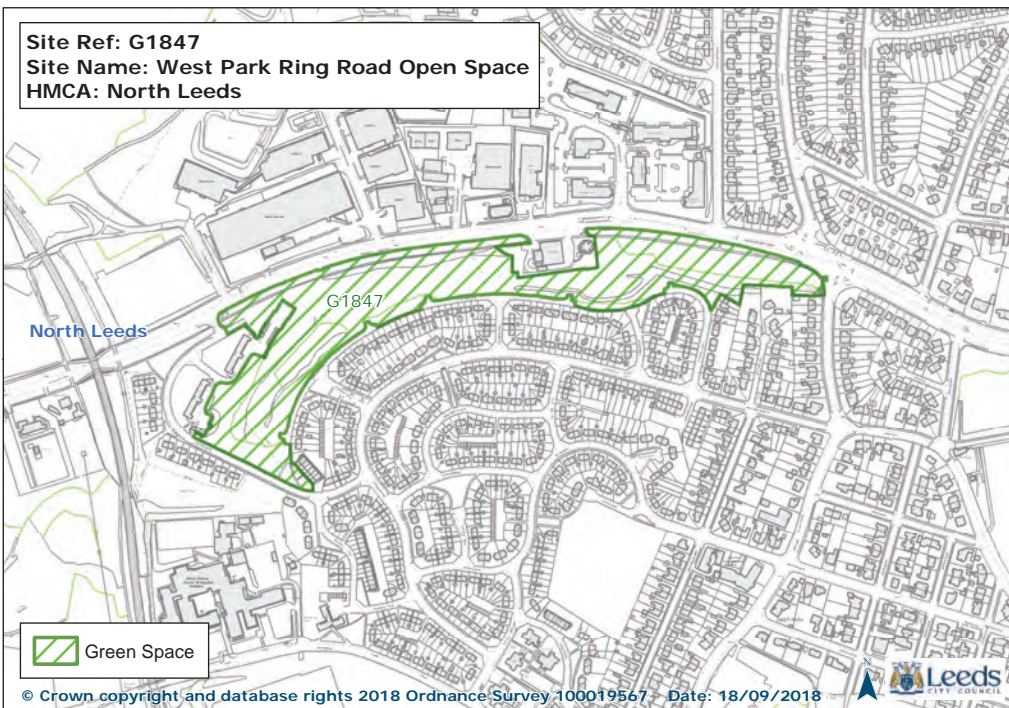 Site Ref: G1847
Site Name: West Park Ring Road Open Space
HMCA: North Leeds
G1847
North Leeds
Green Space
© Crown copyright and database rights 2018 Ordnance Survey 100019567 Date: 18/09/2018
N
Leeds
CITY COUNCIL